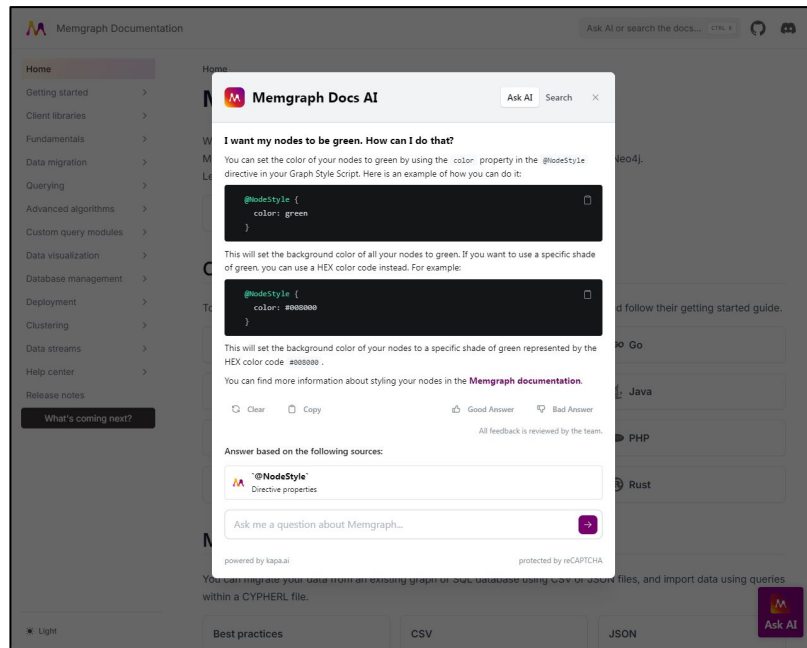 Memgraph Documentation
Ask AI or search the docs...
CTRL K
Home
Getting started
Client libraries
Fundamentals
Data migration
Querying
Advanced algorithms
Custom query modules
Data visualization
Database management
Deployment
Clustering
Data streams
Help center
Release notes
What's coming next?
Light
Home
Neo4j.
d follow their getting started guide.
Go
Java
PHP
Rust
Memgraph Docs AI
Ask AI
Search
I want my nodes to be green. How can I do that?
You can set the color of your nodes to green by using the color property in the @NodeStyle
directive in your Graph Style Script. Here is an example of how you can do it:
@NodeStyle {
color: green
}
This will set the background color of all your nodes to green. If you want to use a specific shade
of green, you can use a HEX color code instead. For example:
@NodeStyle {
color: #008000
}
This will set the background color of your nodes to a specific shade of green represented by the
HEX color code #008000 .
You can find more information about styling your nodes in the Memgraph documentation.
Clear
Copy
Good Answer
Bad Answer
All feedback is reviewed by the team.
Answer based on the following sources:
`@NodeStyle`
Directive properties
Ask me a question about Memgraph...
powered by kapa.ai
protected by reCAPTCHA
You can migrate your data from an existing graph or SQL database using CSV or JSON files, and import data using queries
within a CYPHERL file.
Best practices
CSV
JSON
Ask AI